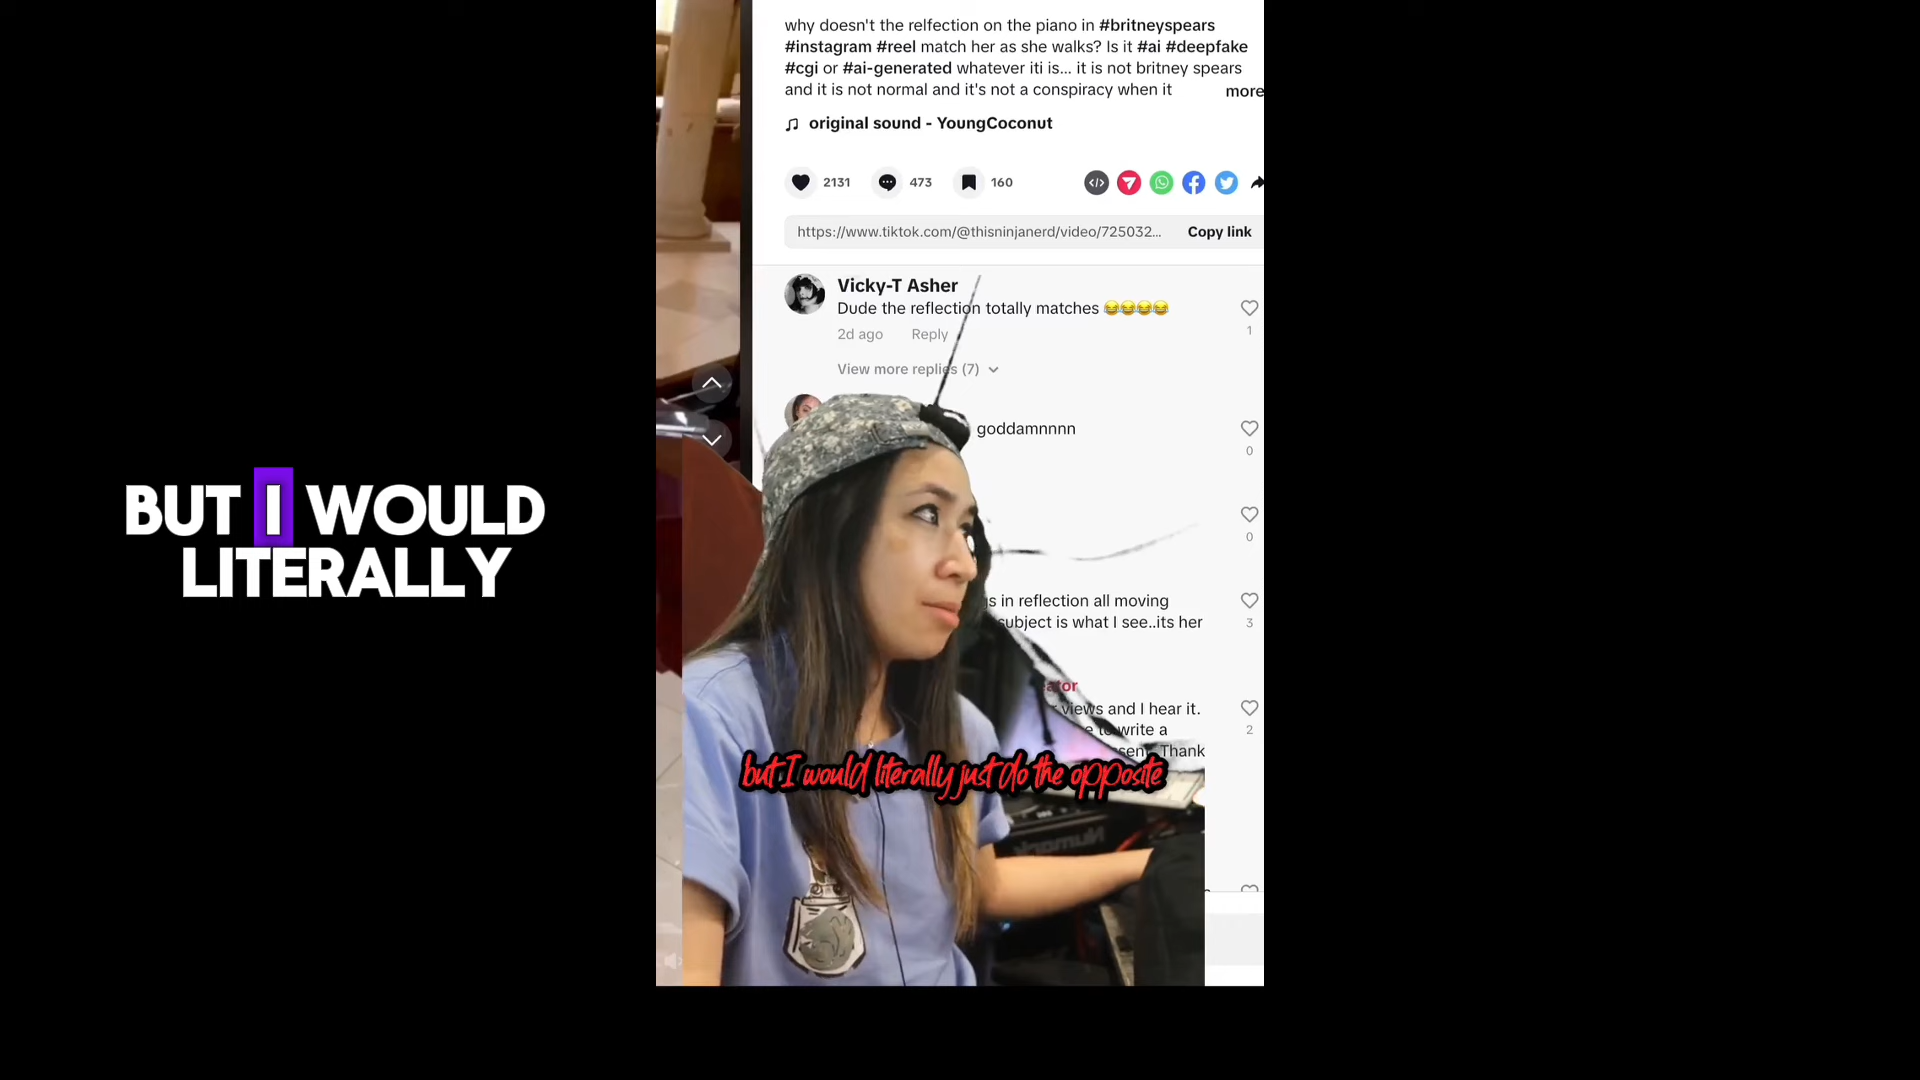 why doesn't the relfection on the piano in #britneyspears
#instagram #reel match her as she walks? Is it #ai #deepfake
#cgi or #ai-generated whatever iti is... it is not britney spears
and it is not normal and it's not a conspiracy when it more
original sound - YoungCoconut
2131 473 160
https://www.tiktok.com/@thisninjanerd/video/725032... Copy link
Vicky-T Asher
Dude the reflection totally matches 😂😂😂😂
1
2d ago Reply
View more replies (7)
goddamnnnn
0
BUT I WOULD
LITERALLY
0
in reflection all moving
subject is what I see..its her
3
views and I hear it.
to write a
2
Thank
but I would literally just do the opposite
Numark